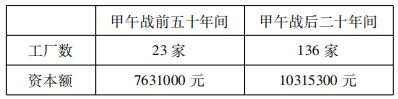 甲午战前五十年间 甲午战后二十年间
工厂数 23 家 136 家
资本额 7631000 元 10315300 元